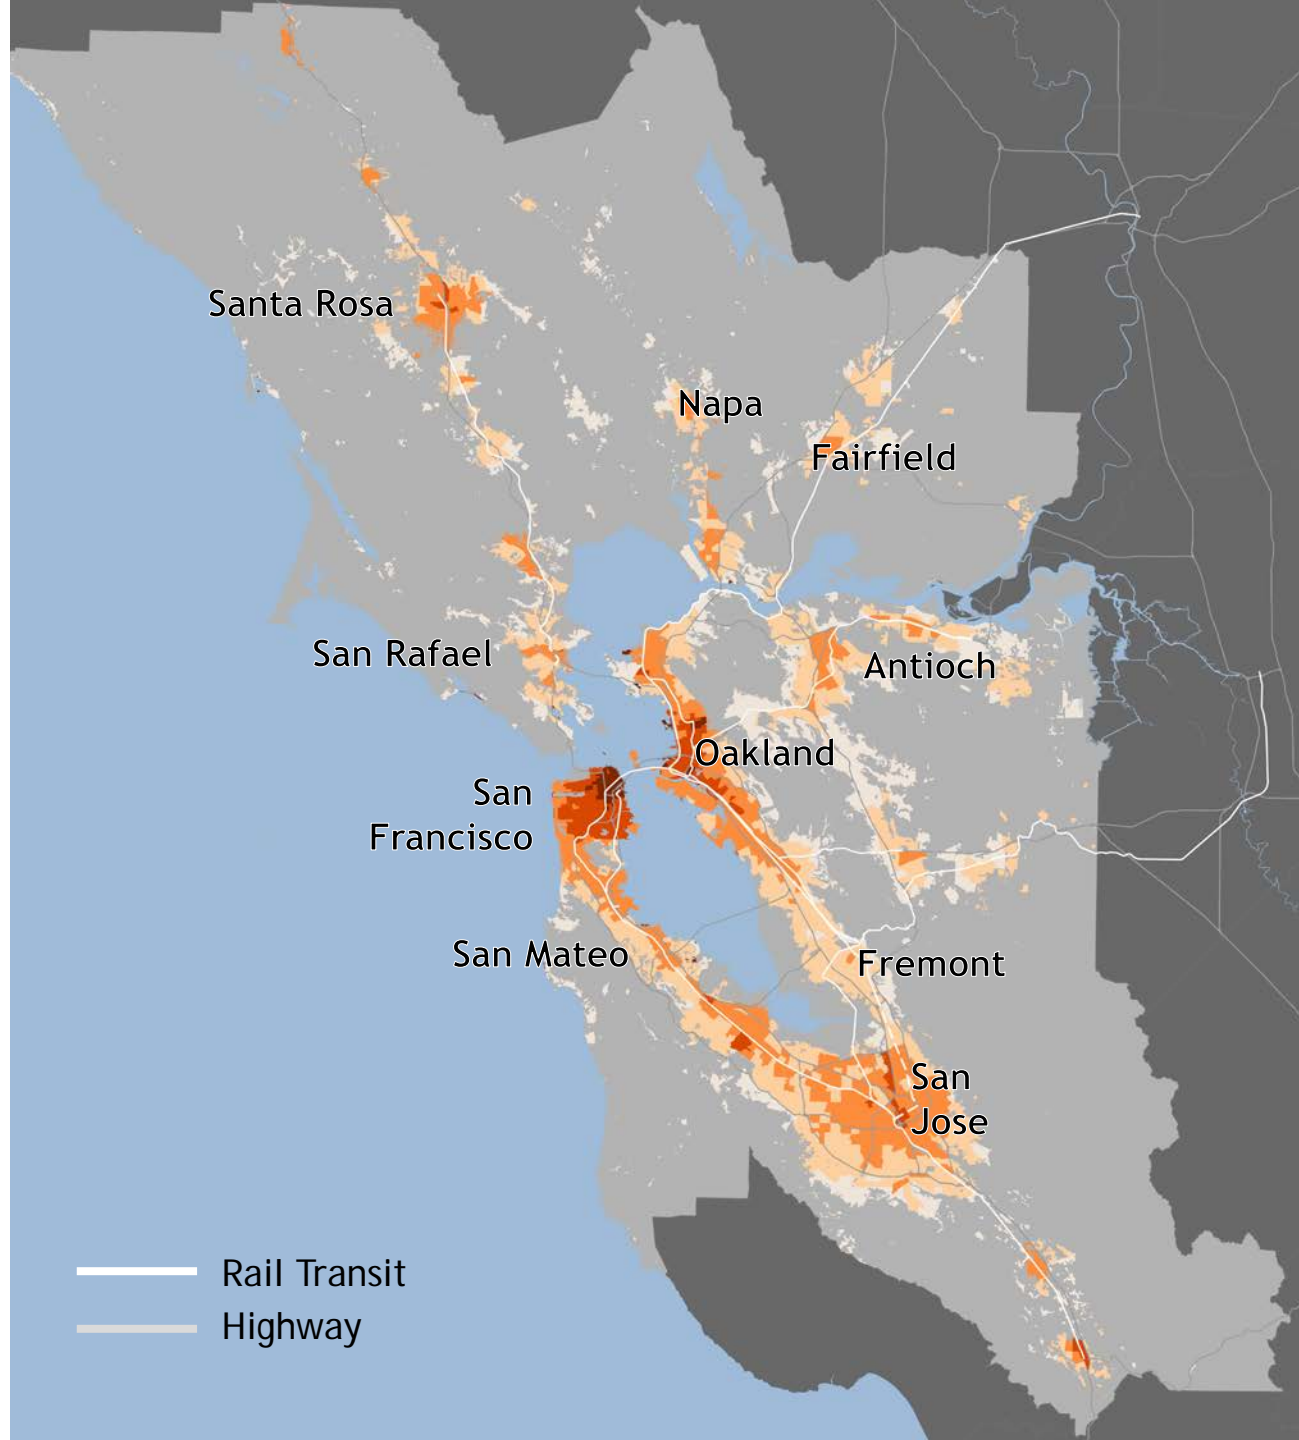 Santa Rosa
Napa
Fairfield
San Rafael
Antioch
Oakland
San
Francisco
San Mateo
Fremont
San
Jose
Rail Transit
Highway